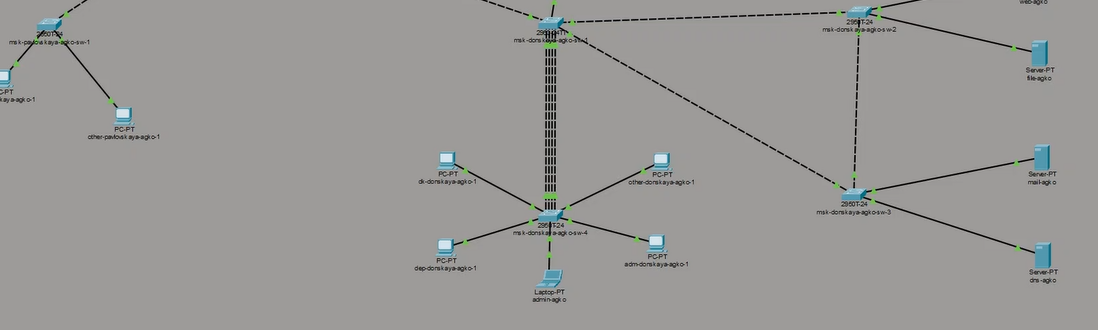 web-agko
2950T-24
msk-pavlovskaya-agko-sw-1
msk-donskaya-agko-sw-1
2950T-24
msk-donskaya-agko-sw-2
Server-PT
file-agko
C-PT
kaya-agko-1
PC-PT
other-pavlovskaya-agko-1
PC-PT
dk-donskaya-agko-1
PC-PT
other-donskaya-agko-1
Server-PT
mail-agko
2950T-24
msk-donskaya-agko-sw-3
2950T-24
msk-donskaya-agko-sw-4
PC-PT
dep-donskaya-agko-1
PC-PT
adm-donskaya-agko-1
Server-PT
dns-agko
Laptop-PT
admin-agko